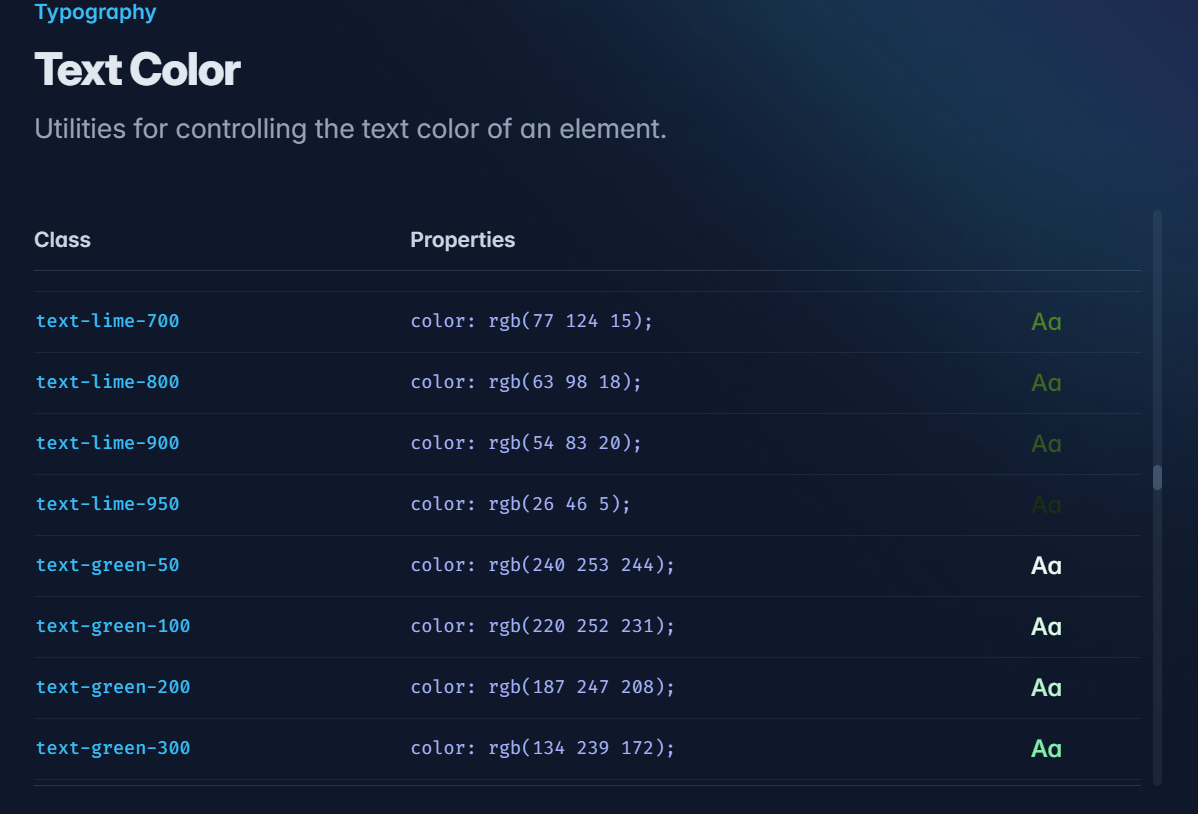 Typography
Text Color
Utilities for controlling the text color of an element.
Class Properties
text-lime-700 color: rgb(77 124 15); Aa
text-lime-800 color: rgb(63 98 18); Aa
text-lime-900 color: rgb(54 83 20); Aa
text-lime-950 color: rgb(26 46 5); Aa
text-green-50 color: rgb(240 253 244); Aa
text-green-100 color: rgb(220 252 231); Aa
text-green-200 color: rgb(187 247 208); Aa
text-green-300 color: rgb(134 239 172); Aa